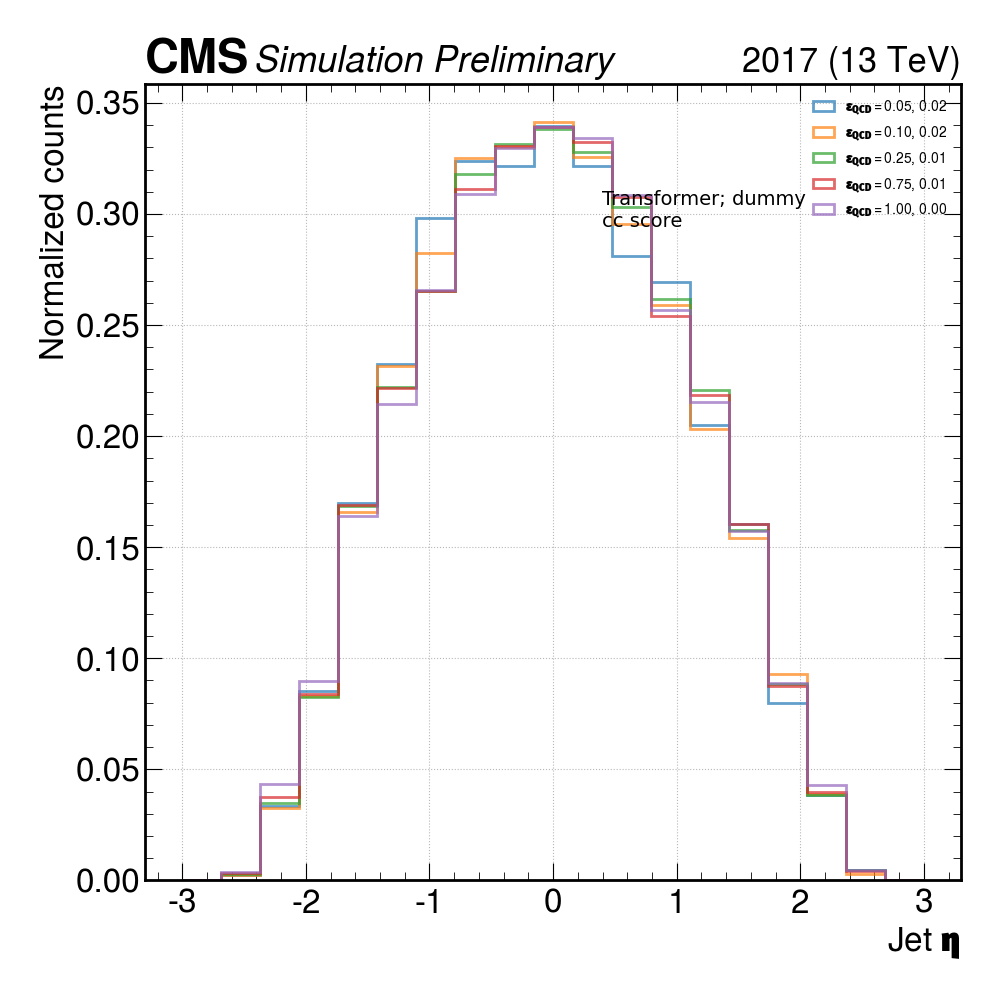 CMS Simulation Preliminary 2017 (13 TeV)
Normalized counts
0.35
0.30
0.25
0.20
0.15
0.10
0.05
0.00
εQCD = 0.05, 0.02
εQCD = 0.10, 0.02
εQCD = 0.25, 0.01
εQCD = 0.75, 0.01
εQCD = 1.00, 0.00
Transformer; dummy
cc score
-3 -2 -1 0 1 2 3
Jet η